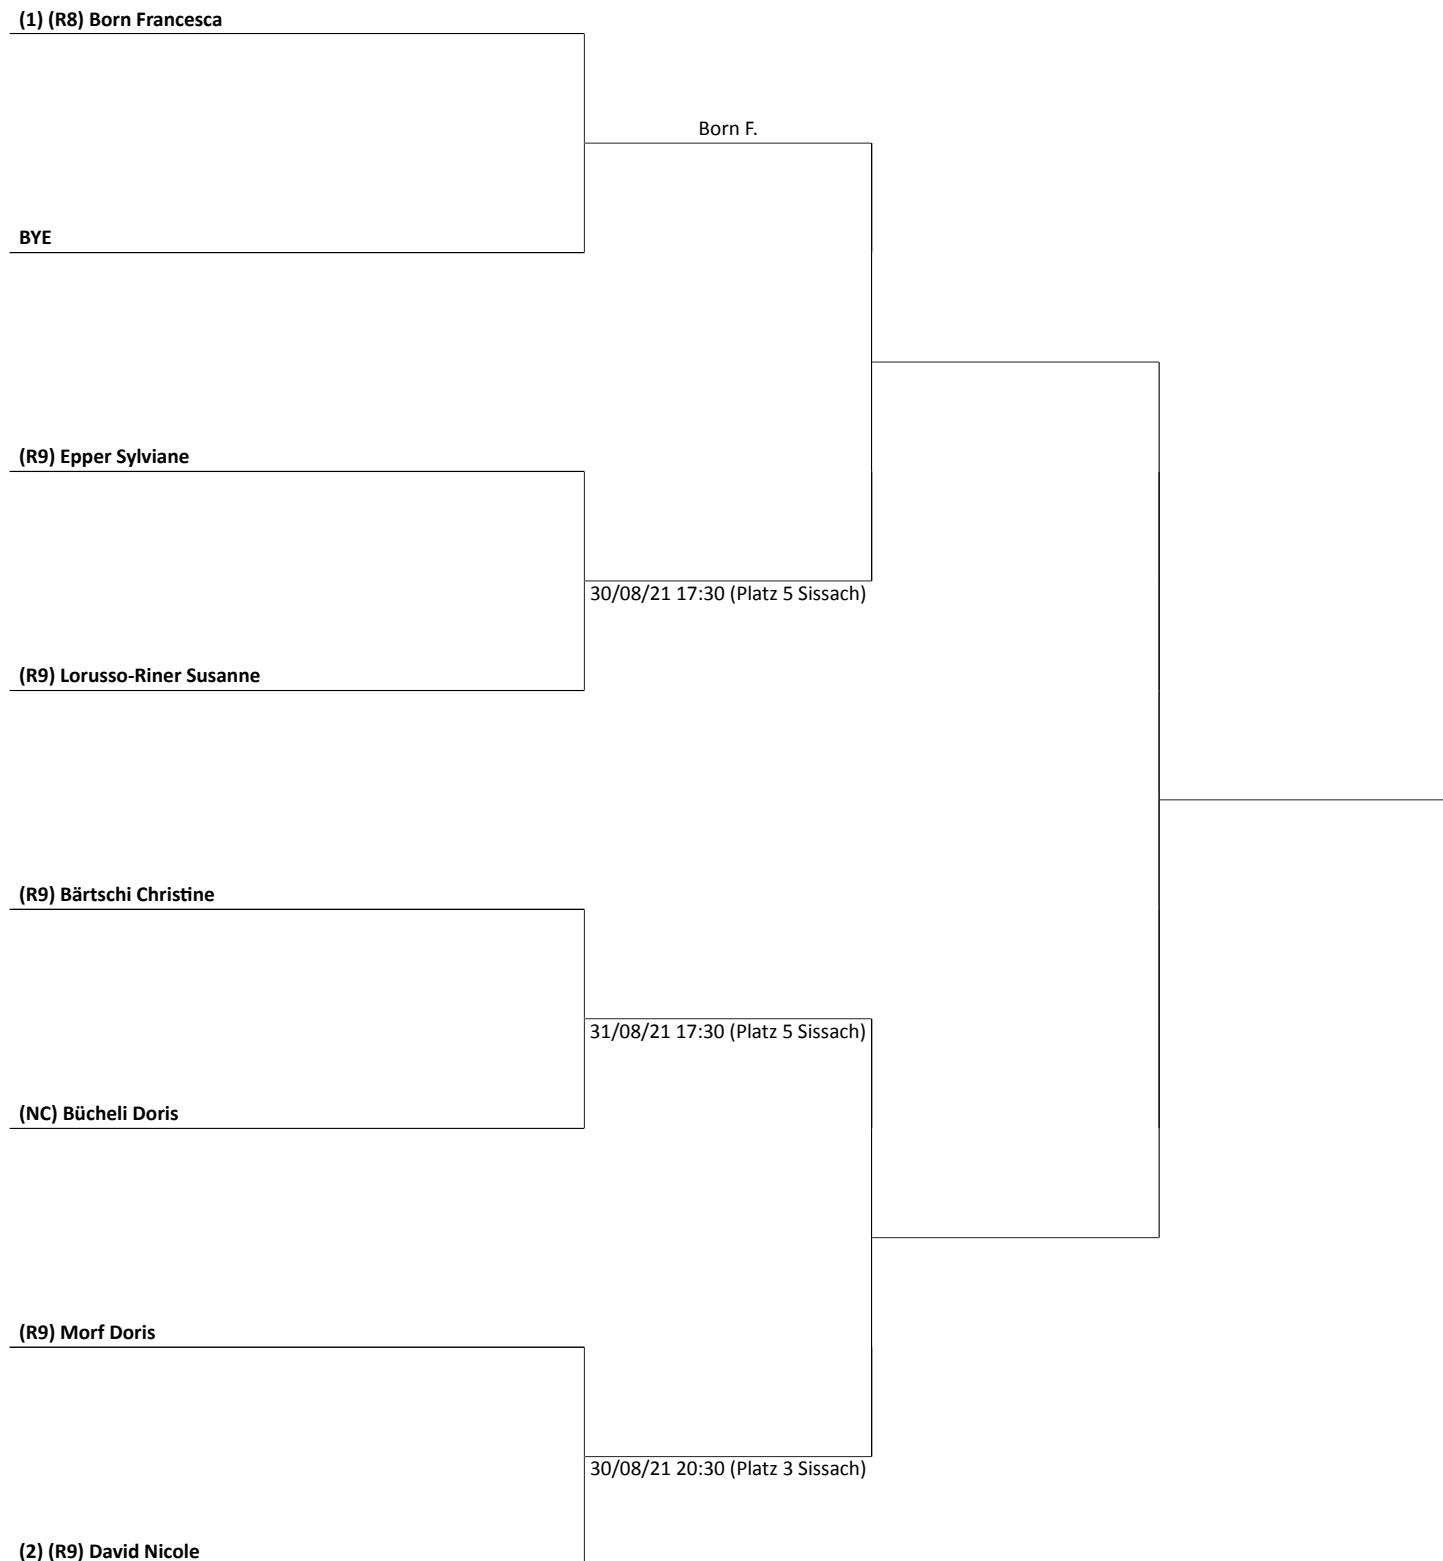 (1) (R8) Born Francesca
Born F.
BYE
(R9) Epper Sylviane
30/08/21 17:30 (Platz 5 Sissach)
(R9) Lorusso-Riner Susanne
(R9) Bärtschi Christine
31/08/21 17:30 (Platz 5 Sissach)
(NC) Bücheli Doris
(R9) Morf Doris
30/08/21 20:30 (Platz 3 Sissach)
(2) (R9) David Nicole